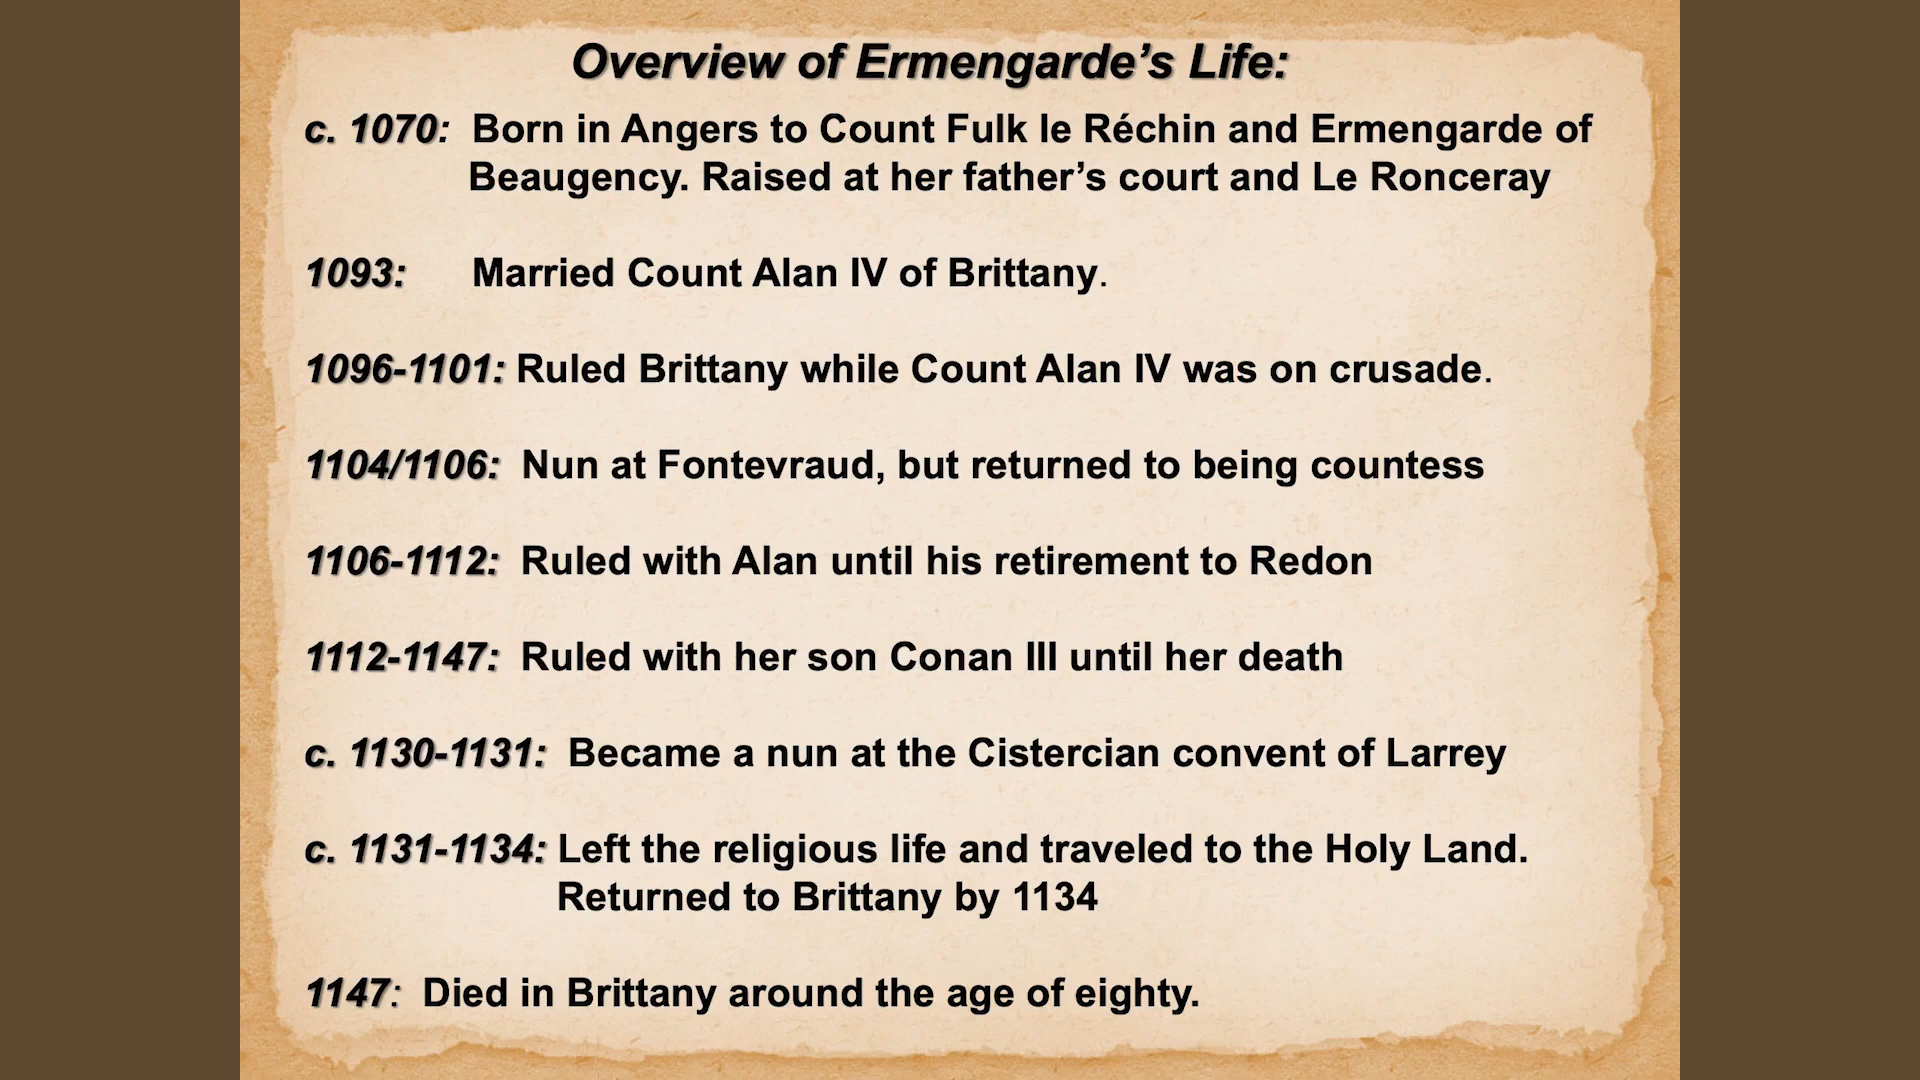 Overview of Ermengarde’s Life:
c. 1070: Born in Angers to Count Fulk le Réchin and Ermengarde of
Beaugency. Raised at her father’s court and Le Ronceray
1093: Married Count Alan IV of Brittany.
1096-1101: Ruled Brittany while Count Alan IV was on crusade.
1104/1106: Nun at Fontevraud, but returned to being countess
1106-1112: Ruled with Alan until his retirement to Redon
1112-1147: Ruled with her son Conan III until her death
c. 1130-1131: Became a nun at the Cistercian convent of Larrey
c. 1131-1134: Left the religious life and traveled to the Holy Land.
Returned to Brittany by 1134
1147: Died in Brittany around the age of eighty.